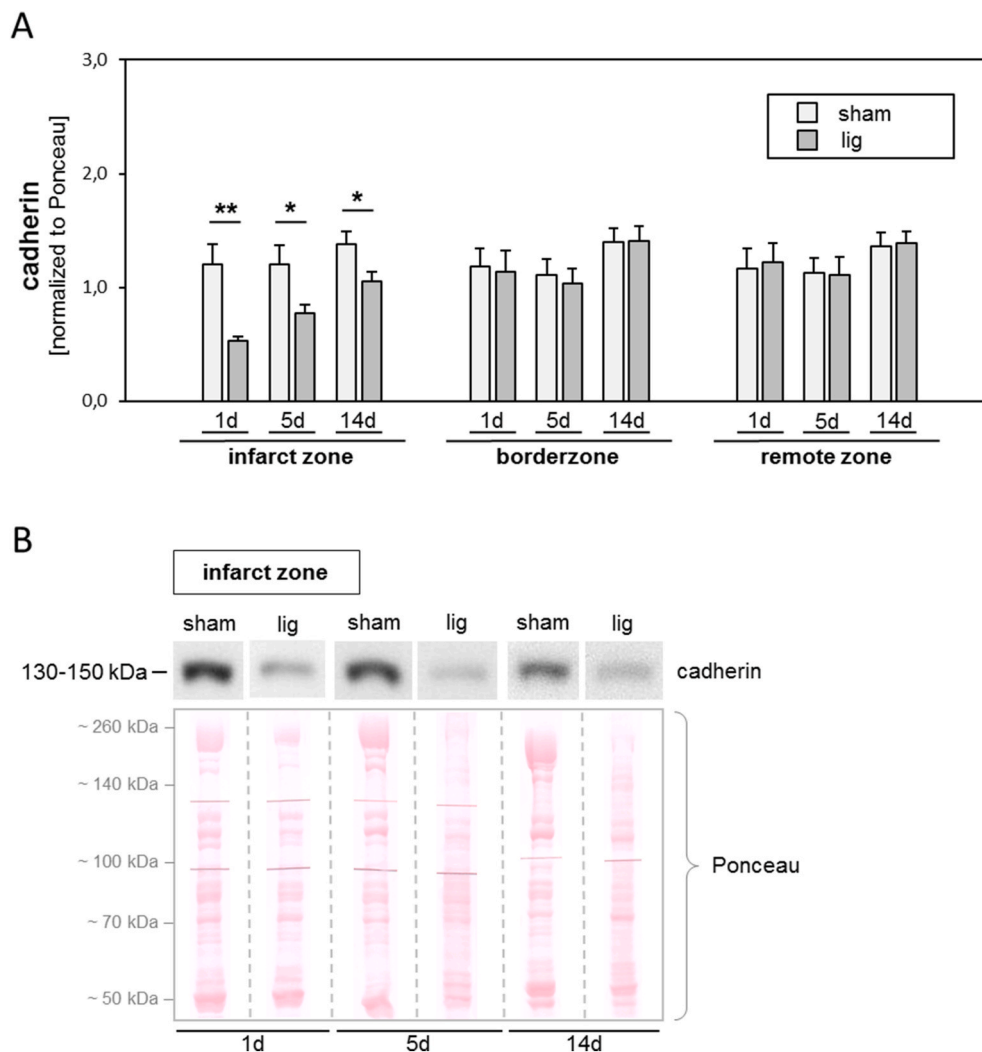 A
3,0
2,0
1,0
0,0
cadherin
[normalized to Ponceau]
sham
lig
** * *
1d 5d 14d 1d 5d 14d 1d 5d 14d
infarct zone borderzone remote zone
B
infarct zone
sham lig sham lig sham lig
130-150 kDa cadherin
~ 260 kDa
~ 140 kDa
~ 100 kDa
Ponceau
~ 70 kDa
~ 50 kDa
1d 5d 14d